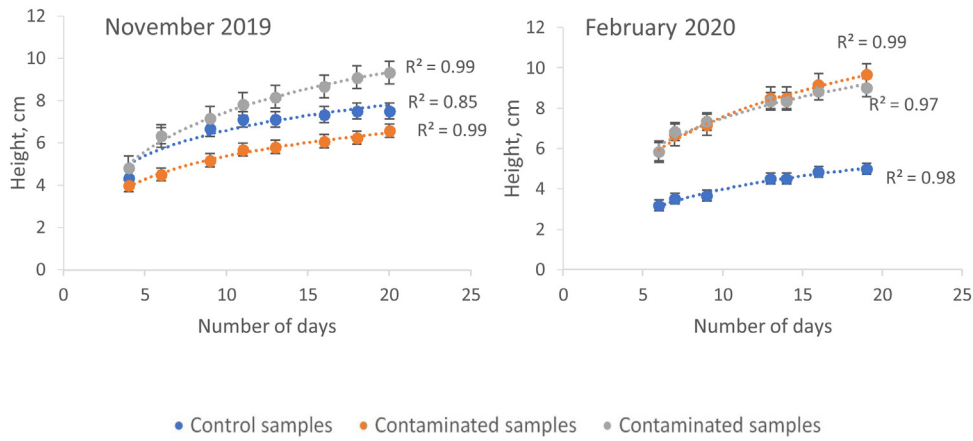 November 2019
12
10
8
6
4
2
0
Height, cm
R² = 0.99
R² = 0.85
R² = 0.99
0 5 10 15 20 25
Number of days
February 2020
12
10
8
6
4
2
0
Height, cm
R² = 0.99
R² = 0.97
R² = 0.98
0 5 10 15 20 25
Number of days
Control samples Contaminated samples Contaminated samples